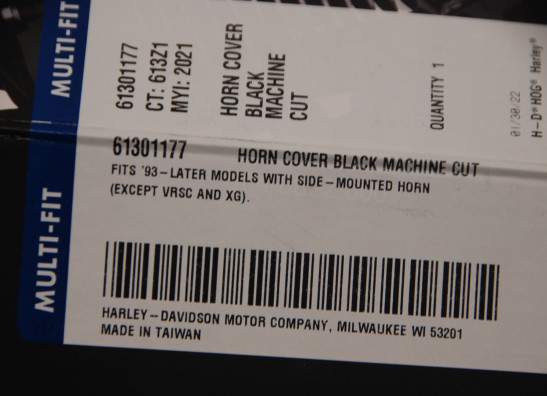 MULTI-FIT
61301177
CT: 613Z1
MYI: 2021
HORN COVER
BLACK
MACHINE
CUT
QUANTITY 1
01/30/22
H-D® HOG® Harley®
MULTI-FIT
61301177 HORN COVER BLACK MACHINE CUT
FITS '93-LATER MODELS WITH SIDE-MOUNTED HORN
(EXCEPT VRSC AND XG).
HARLEY-DAVIDSON MOTOR COMPANY, MILWAUKEE WI 53201
MADE IN TAIWAN